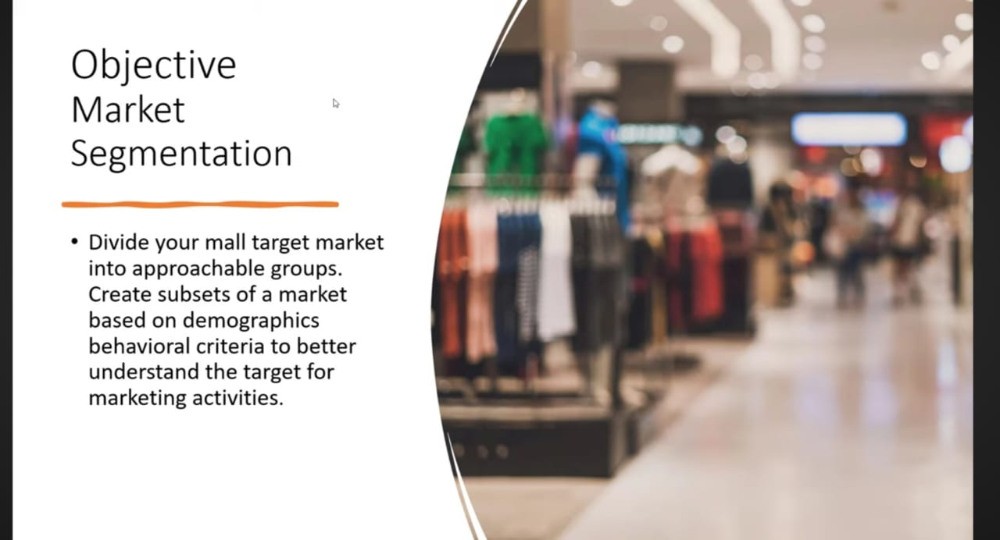 Objective
Market
Segmentation
• Divide your mall target market
into approachable groups.
Create subsets of a market
based on demographics
behavioral criteria to better
understand the target for
marketing activities.